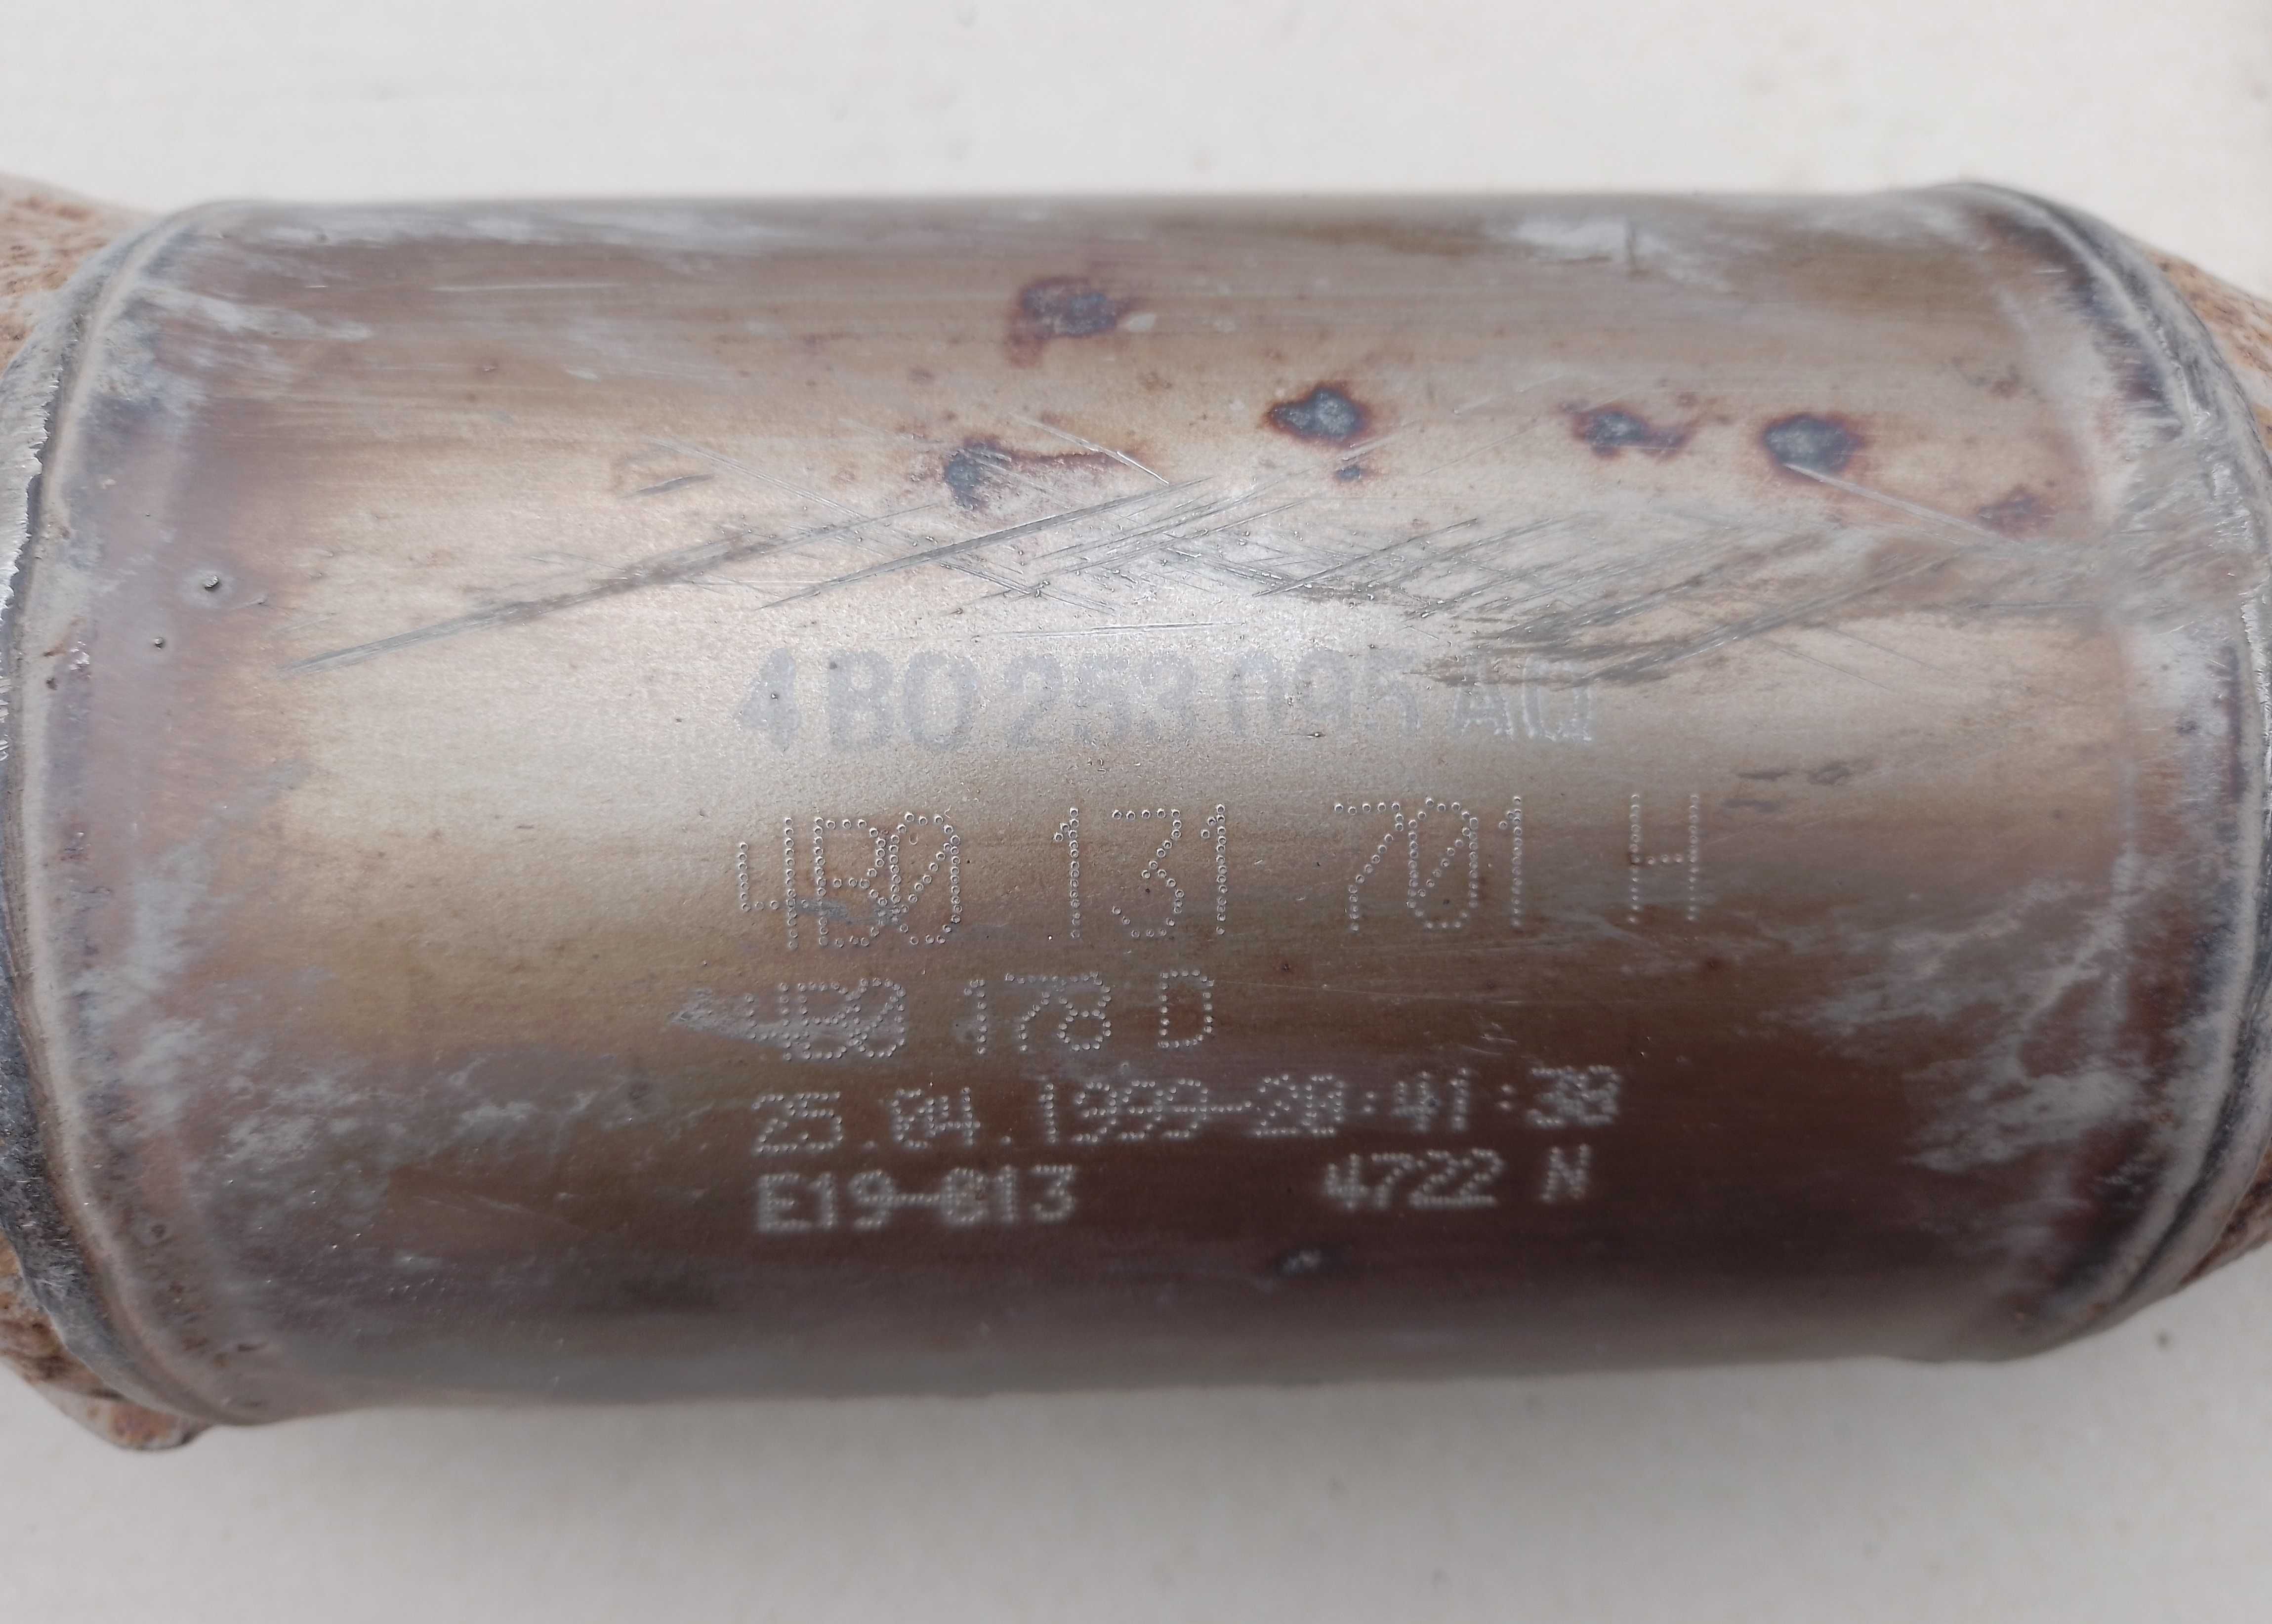 4B0 253 095 AQ
4B0 131 701 H
4B0 178 D
25.04.1999-20:41:38
E19-013 4722 N